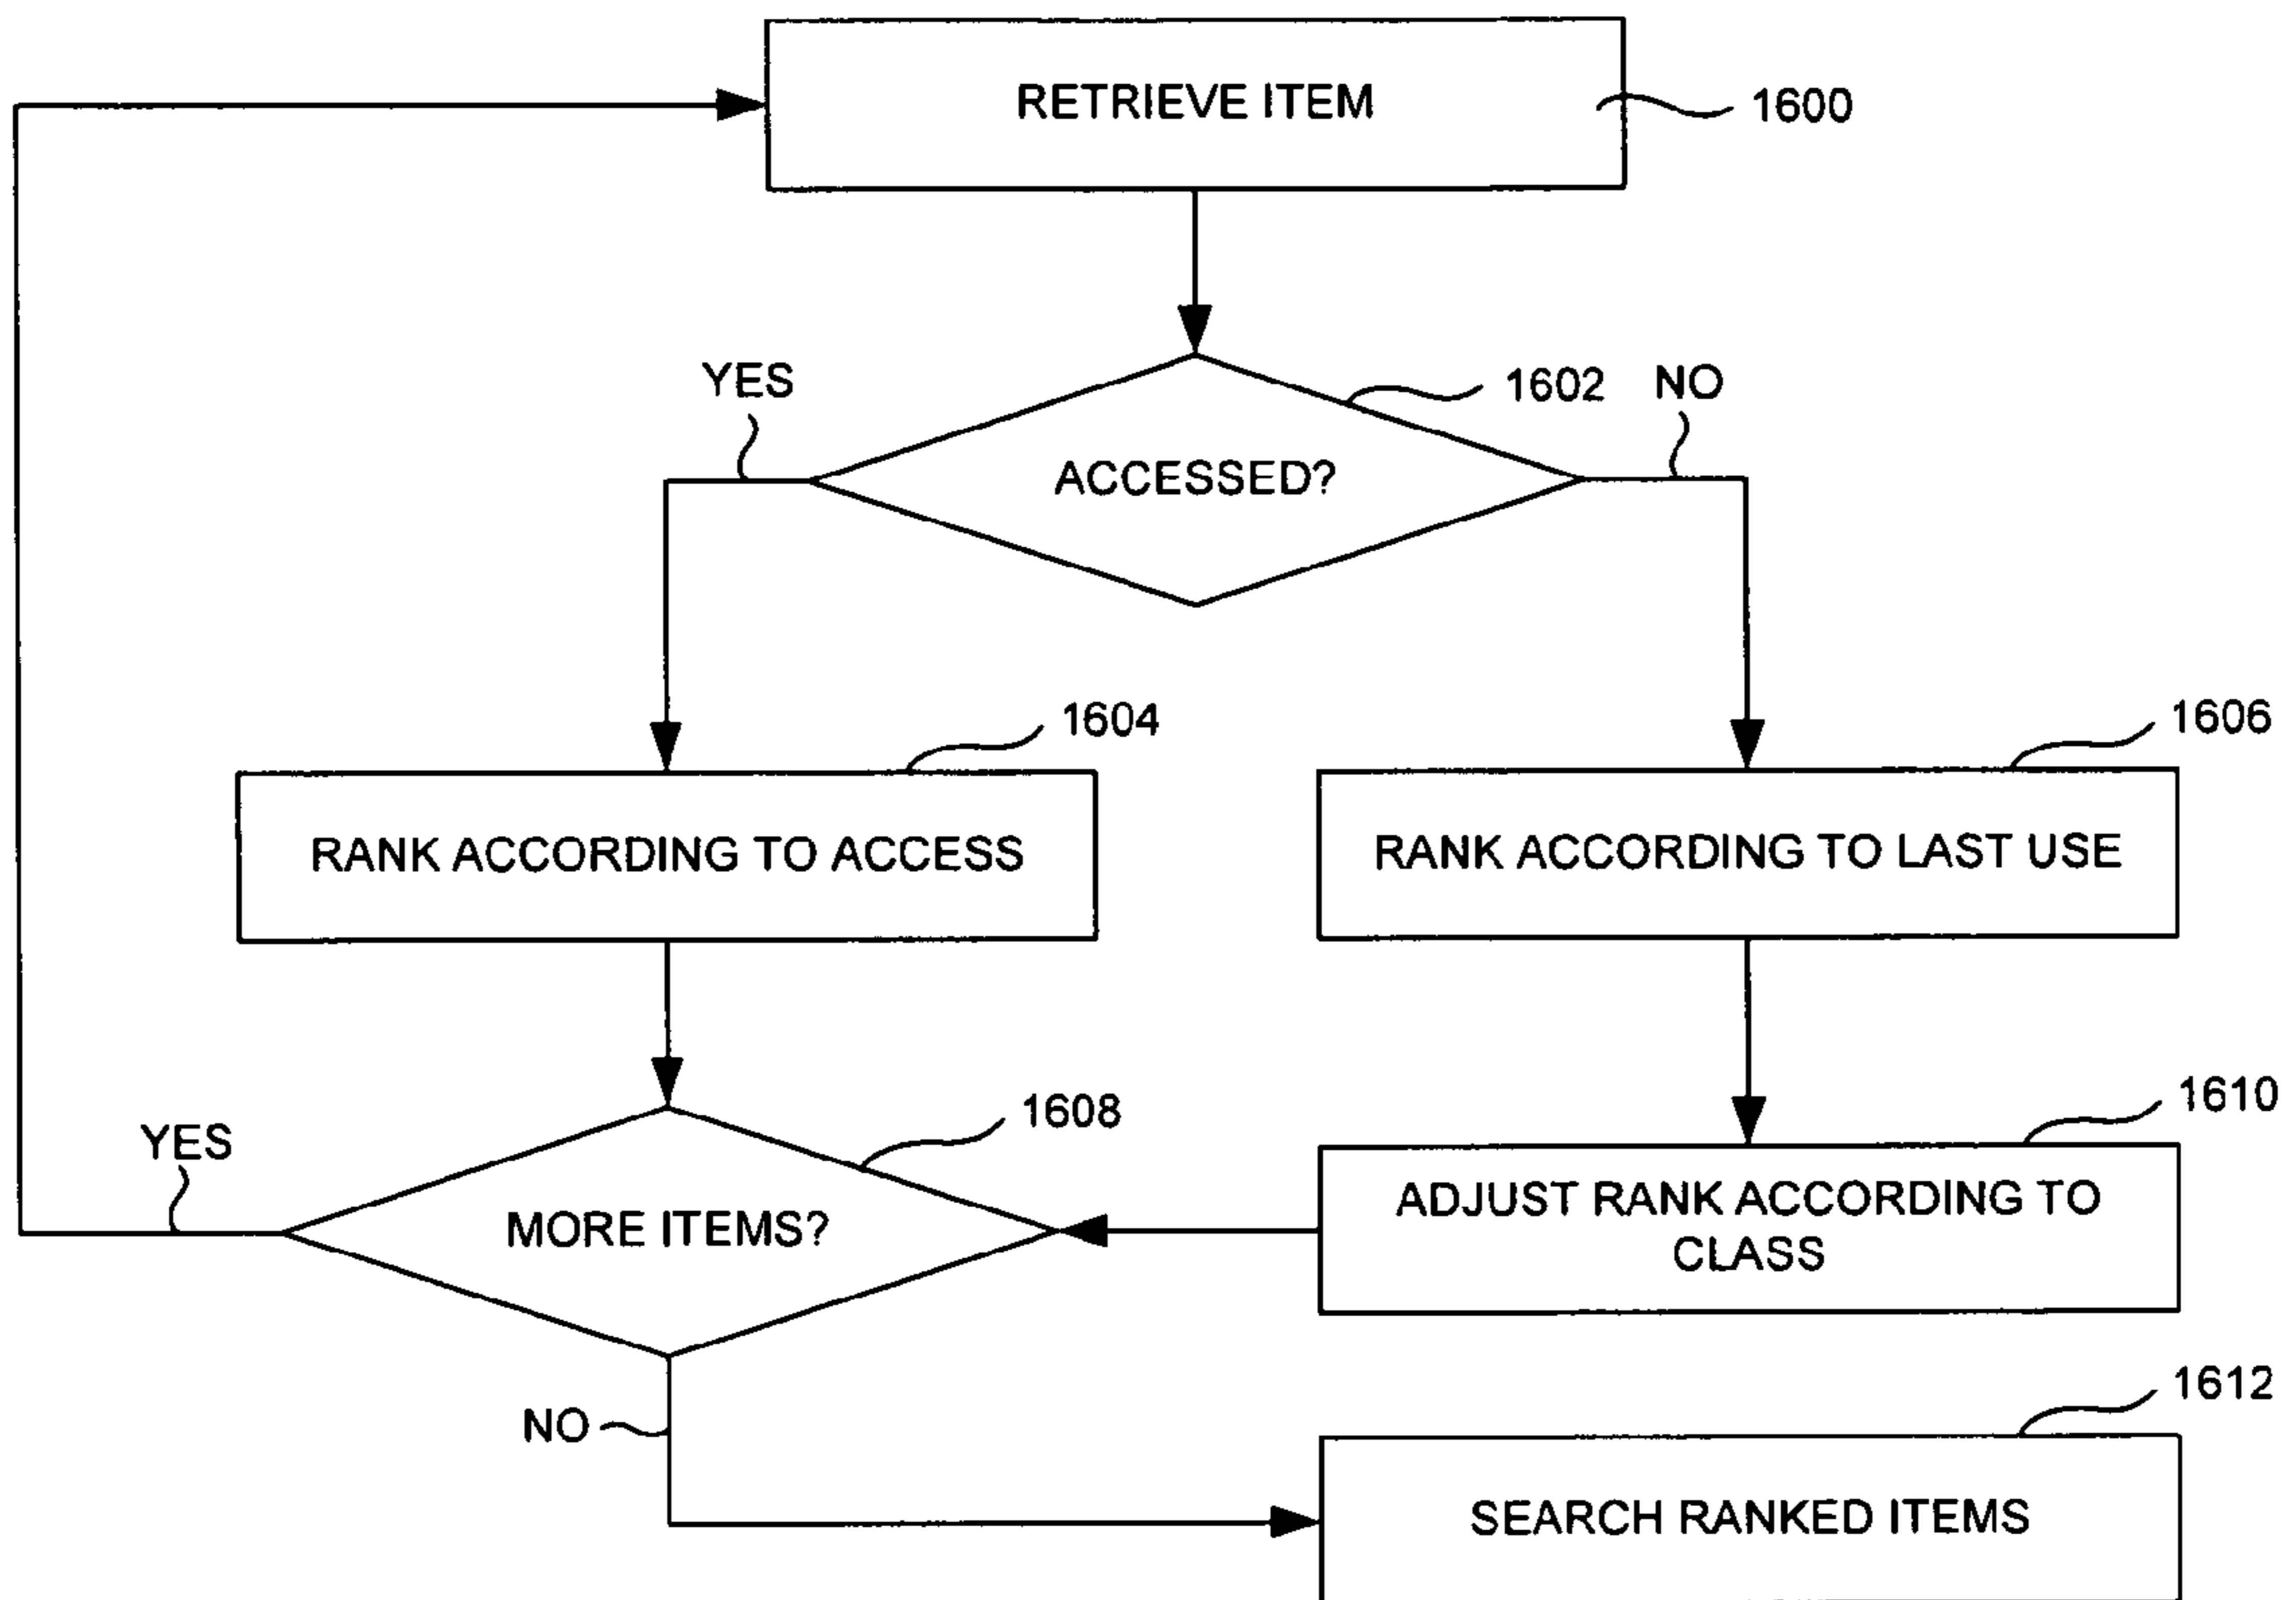 RETRIEVE ITEM
1600
YES
1602
NO
ACCESSED?
1604
1606
RANK ACCORDING TO ACCESS
RANK ACCORDING TO LAST USE
1608
1610
YES
MORE ITEMS?
ADJUST RANK ACCORDING TO
CLASS
1612
NO
SEARCH RANKED ITEMS